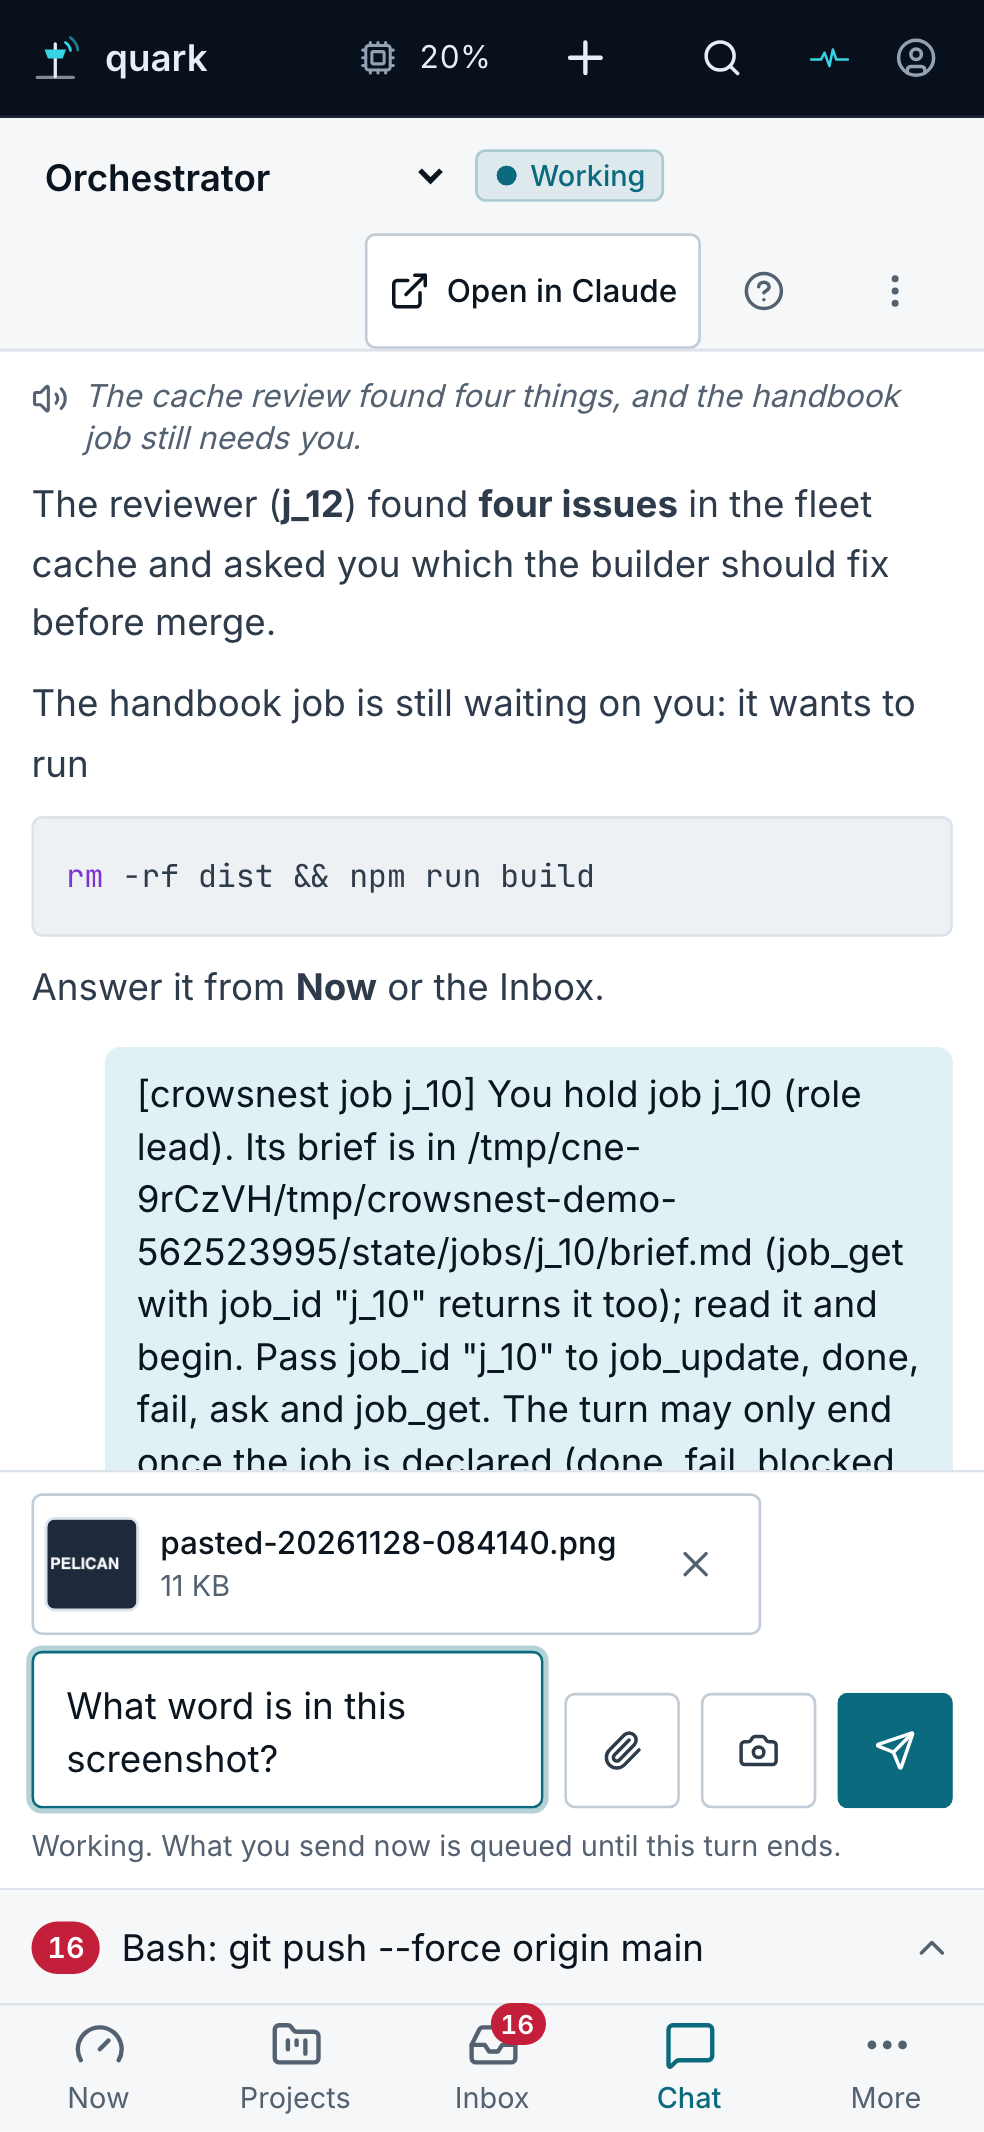 quark
20%
Orchestrator
Working
Open in Claude
The cache review found four things, and the handbook
job still needs you.
The reviewer (j_12) found four issues in the fleet
cache and asked you which the builder should fix
before merge.
The handbook job is still waiting on you: it wants to
run
rm -rf dist && npm run build
Answer it from Now or the Inbox.
[crowsnest job j_10] You hold job j_10 (role
lead). Its brief is in /tmp/cne-
9rCzVH/tmp/crowsnest-demo-
562523995/state/jobs/j_10/brief.md (job_get
with job_id "j_10" returns it too); read it and
begin. Pass job_id "j_10" to job_update, done,
fail, ask and job_get. The turn may only end
once the job is declared (done, fail, blocked
PELICAN
pasted-20261128-084140.png
11 KB
What word is in this
screenshot?
Working. What you send now is queued until this turn ends.
16
Bash: git push --force origin main
16
Now
Projects
Inbox
Chat
More